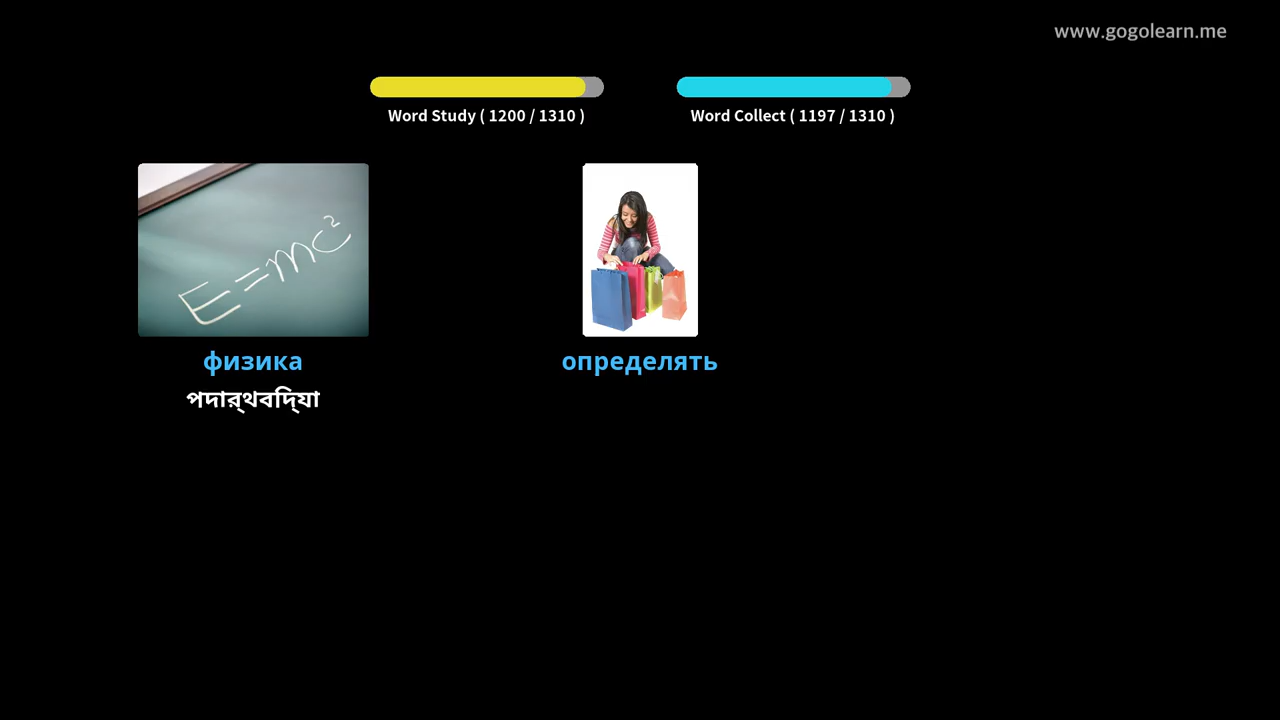 www.gogolearn.me
Word Study ( 1200 / 1310 )
Word Collect ( 1197 / 1310 )
E=mc²
физика
определять
পদার্থবিদ্যা